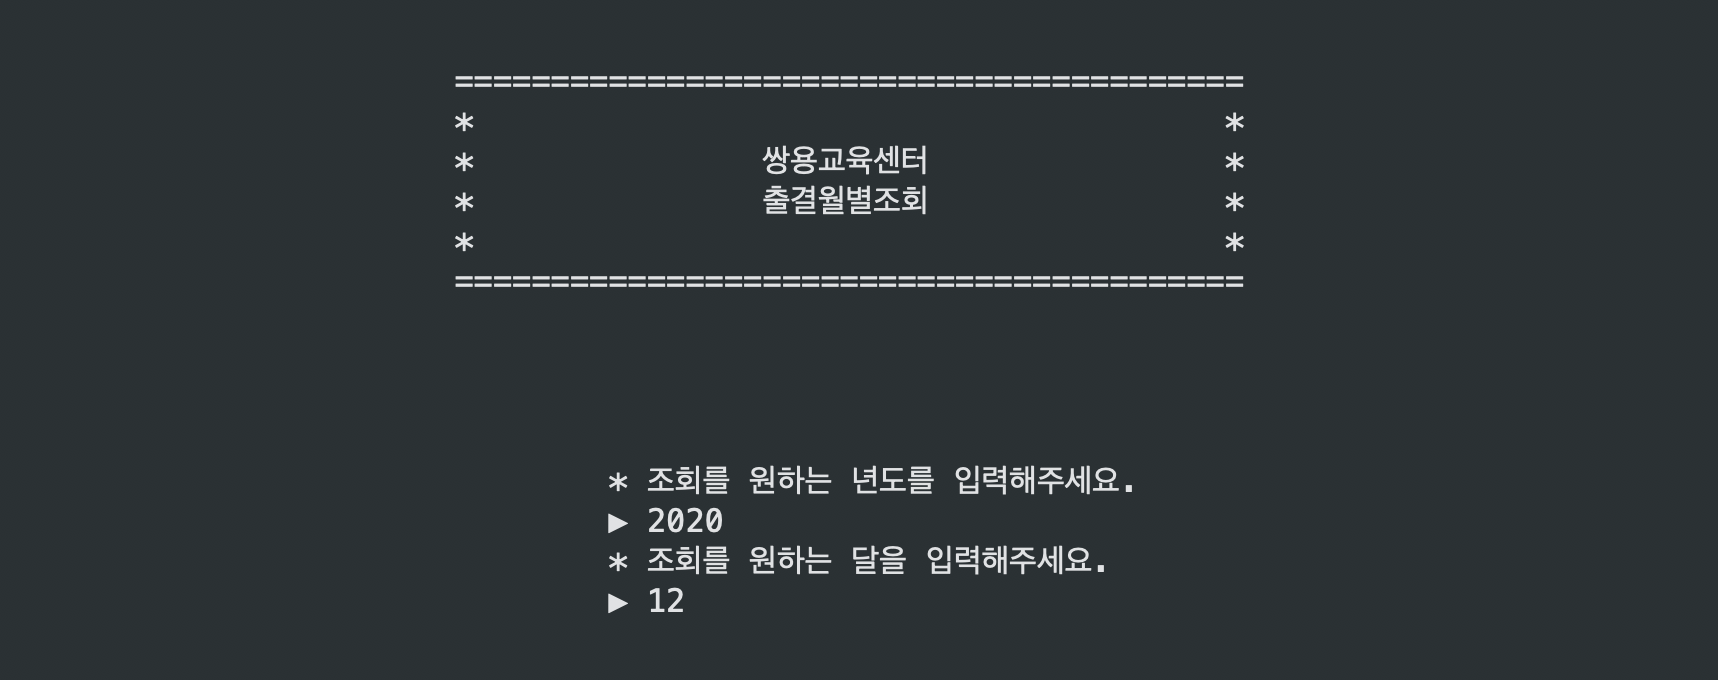 =========================================
* *
* 쌍용교육센터 *
* 출결월별조회 *
* *
=========================================
* 조회를 원하는 년도를 입력해주세요.
▶ 2020
* 조회를 원하는 달을 입력해주세요.
▶ 12